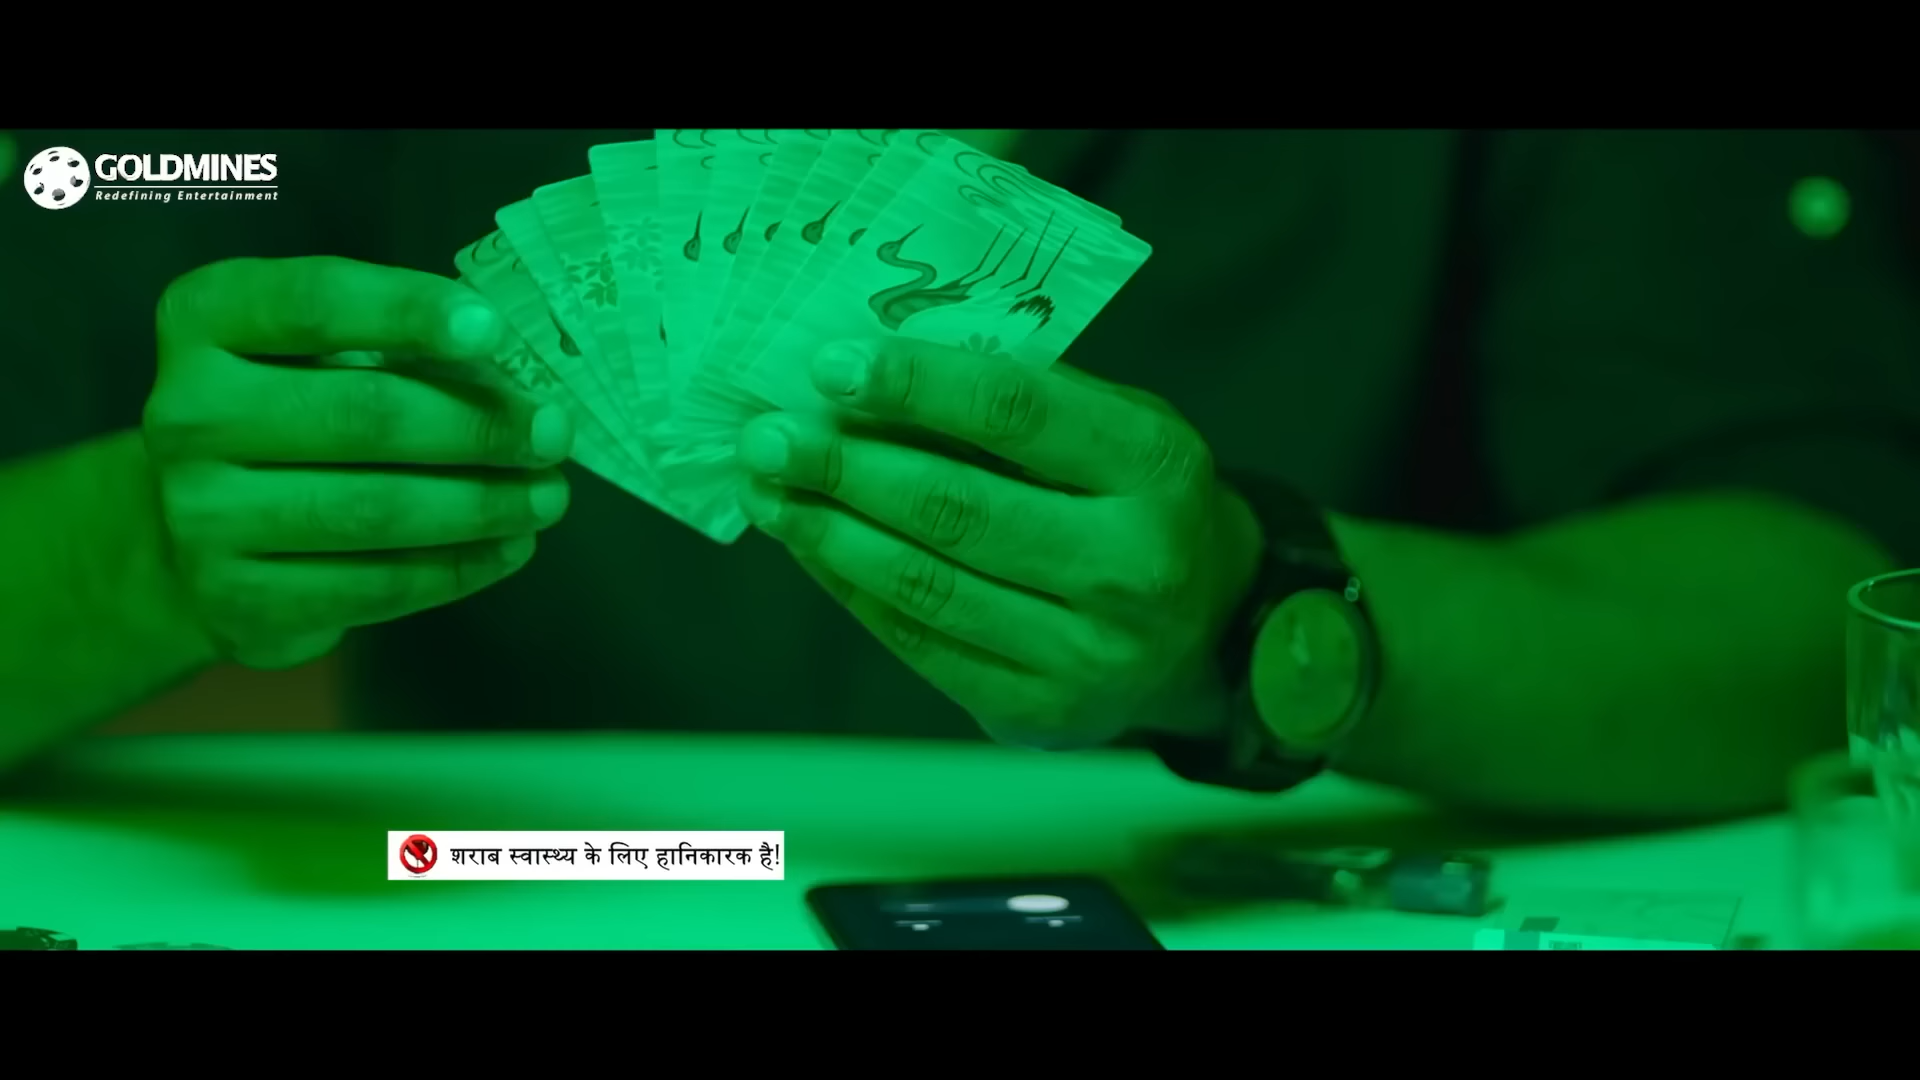 GOLDMINES
Redefining Entertainment
शराब स्वास्थ्य के लिए हानिकारक है!